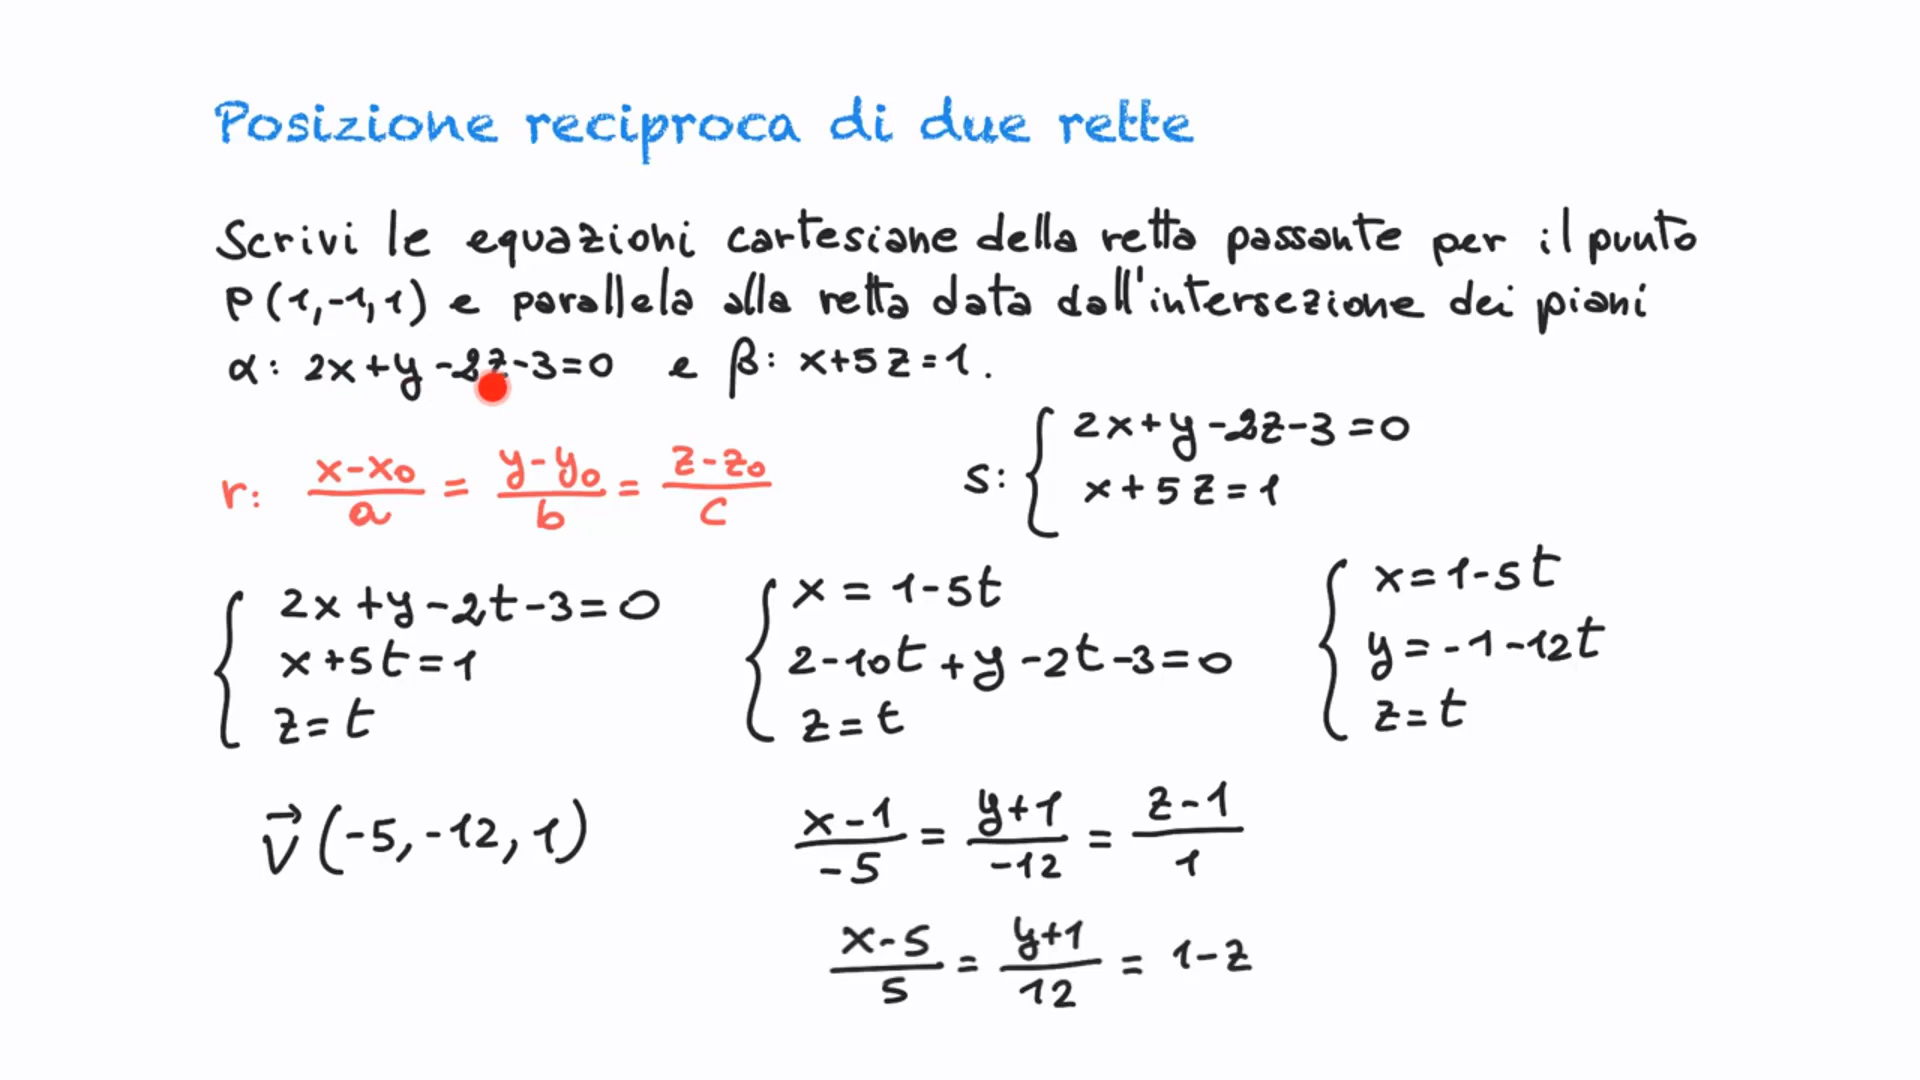 Posizione reciproca di due rette
Scrivi le equazioni cartesiane della retta passante per il punto
P(1,-1,1) e parallela alla retta data dall'intersezione dei piani
α: 2x+y-2z-3=0 e β: x+5z=1.
r: (x-x₀)/a = (y-y₀)/b = (z-z₀)/c
s: { 2x+y-2z-3=0
x+5z=1
{ 2x+y-2t-3=0
x+5t=1
z=t
{ x = 1-5t
2-10t+y-2t-3=0
z=t
{ x=1-5t
y=-1-12t
z=t
v⃗ (-5,-12,1)
(x-1)/-5 = (y+1)/-12 = (z-1)/1
(x-5)/5 = (y+1)/12 = 1-z